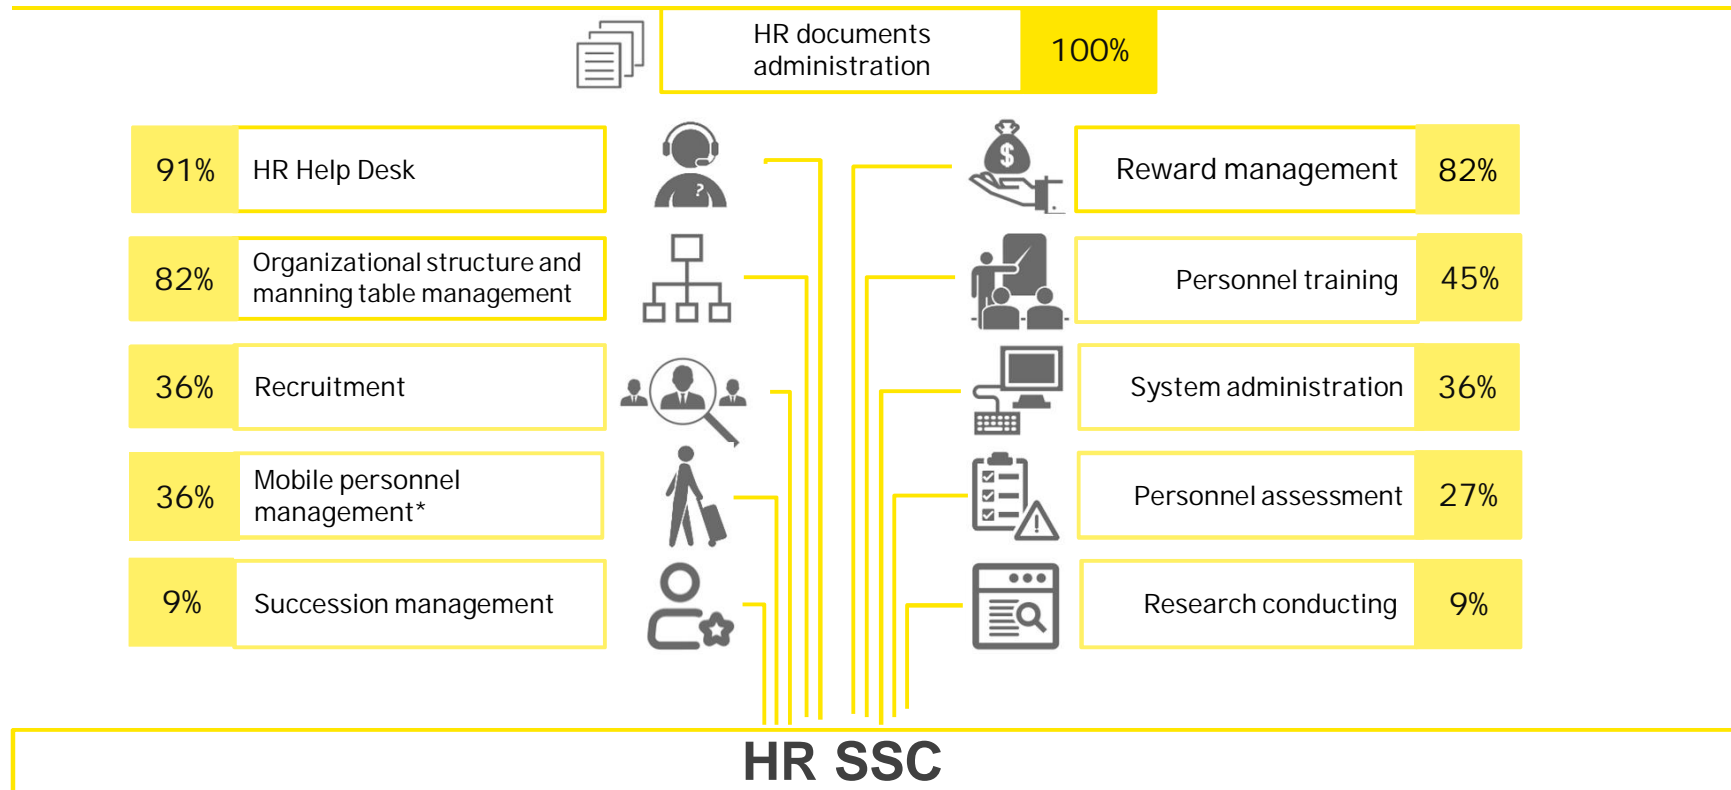 HR documents
administration
100%
91%
HR Help Desk
?
$
Reward management
82%
82%
Organizational structure and
manning table management
Personnel training
45%
36%
Recruitment
System administration
36%
36%
Mobile personnel
management*
!
Personnel assessment
27%
9%
Succession management
Research conducting
9%
HR SSC